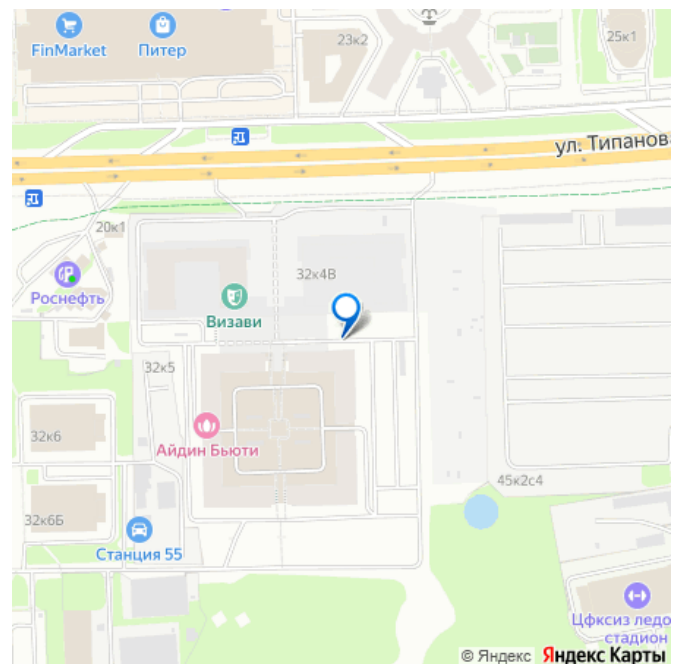 FinMarket
Питер
23к2
25к1
ул. Типанова
20к1
Роснефть
32к4В
Визави
32к5
32к6
Айдин Бьюти
45к2с4
32к6Б
Станция 55
Цфксиз ледо
стадион
© Яндекс Яндекс Карты